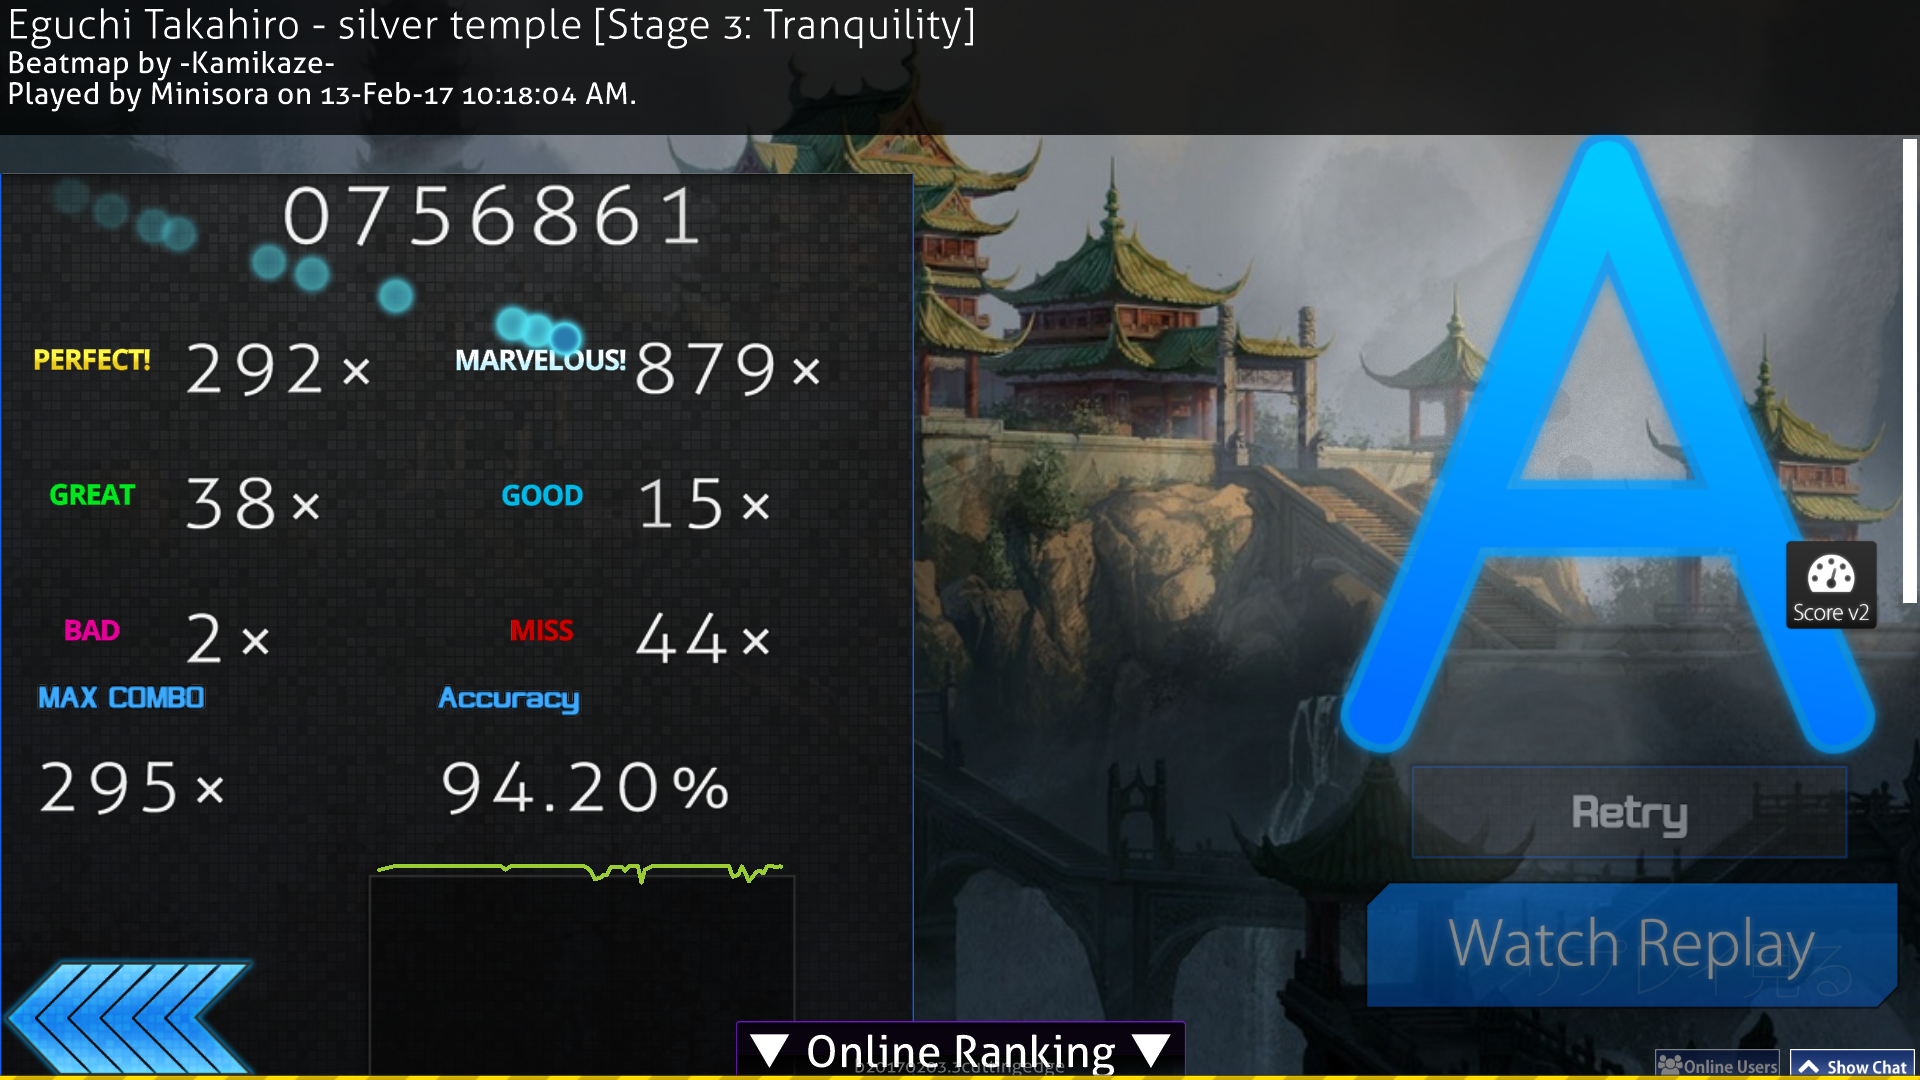 Eguchi Takahiro - silver temple [Stage 3: Tranquility]
Beatmap by -Kamikaze-
Played by Minisora on 13-Feb-17 10:18:04 AM.
0756861
PERFECT! 292× MARVELOUS! 879×
GREAT 38× GOOD 15×
BAD 2× MISS 44×
MAX COMBO Accuracy
295× 94.20%
A
Score v2
Retry
Watch Replay
▼ Online Ranking ▼
b20170203.3cuttingedge
Online Users
Show Chat